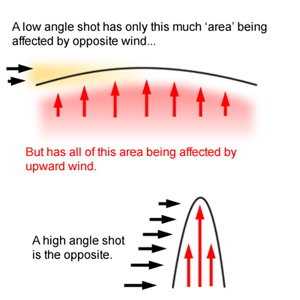 A low angle shot has only this much ‘area’ being
affected by opposite wind...
But has all of this area being affected by
upward wind.
A high angle shot
is the opposite.